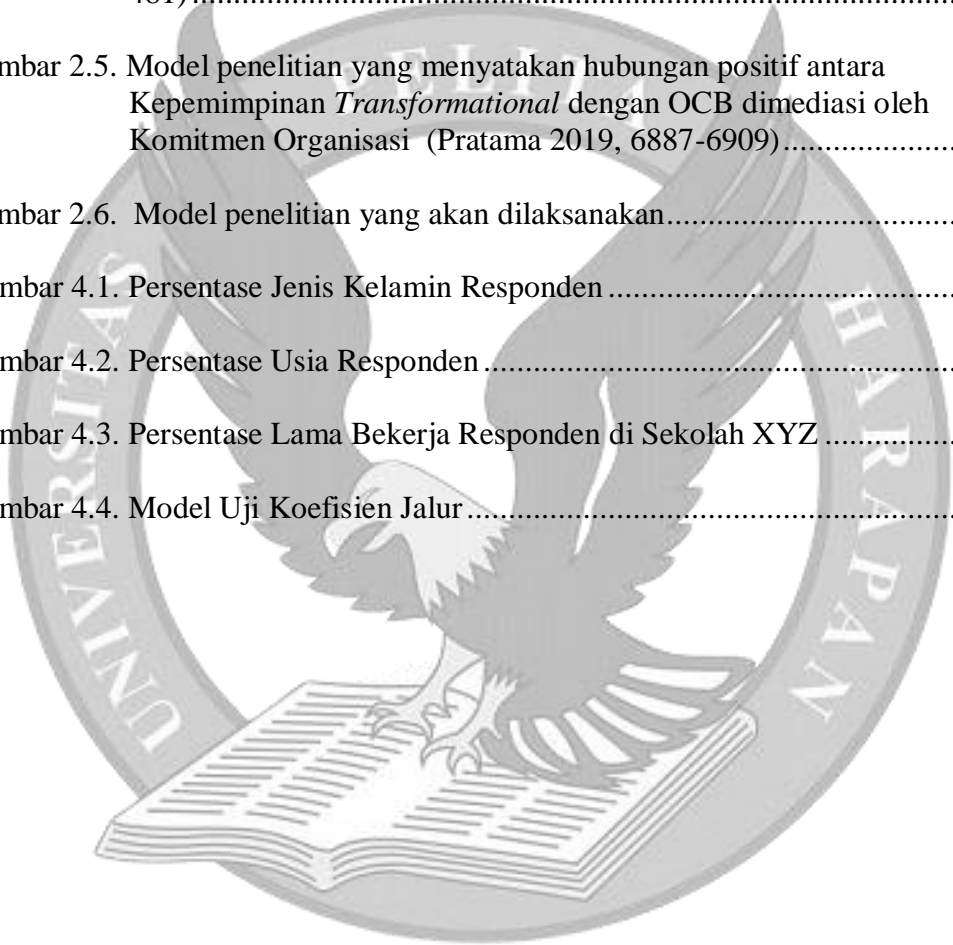 481)
mbar 2.5. Model penelitian yang menyatakan hubungan positif antara
Kepemimpinan Transformational dengan OCB dimediasi oleh
Komitmen Organisasi (Pratama 2019, 6887-6909)
mbar 2.6. Model penelitian yang akan dilaksanakan
mbar 4.1. Persentase Jenis Kelamin Responden
mbar 4.2. Persentase Usia Responden
mbar 4.3. Persentase Lama Bekerja Responden di Sekolah XYZ
mbar 4.4. Model Uji Koefisien Jalur
UNIVERSITAS PELITA HARAPAN